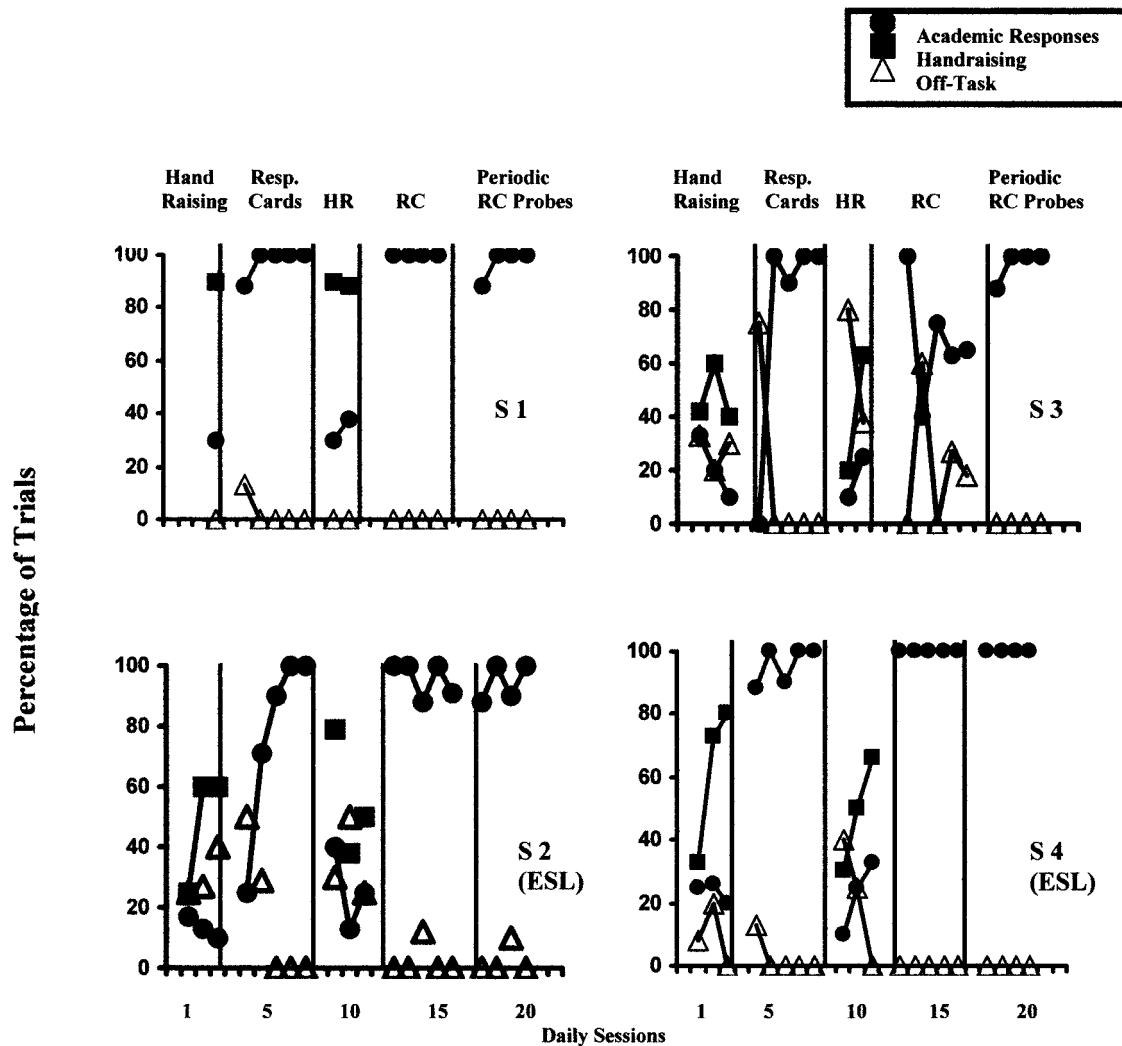 Academic Responses
Handraising
Off-Task
Hand Resp. Periodic
Raising Cards HR RC RC Probes
Hand Resp. Periodic
Raising Cards HR RC RC Probes
100
80
60
40
20
0
S 1
100
80
60
40
20
0
S 3
Percentage of Trials
100
80
60
40
20
0
S 2
(ESL)
1 5 10 15 20
100
80
60
40
20
0
S 4
(ESL)
1 5 10 15 20
Daily Sessions